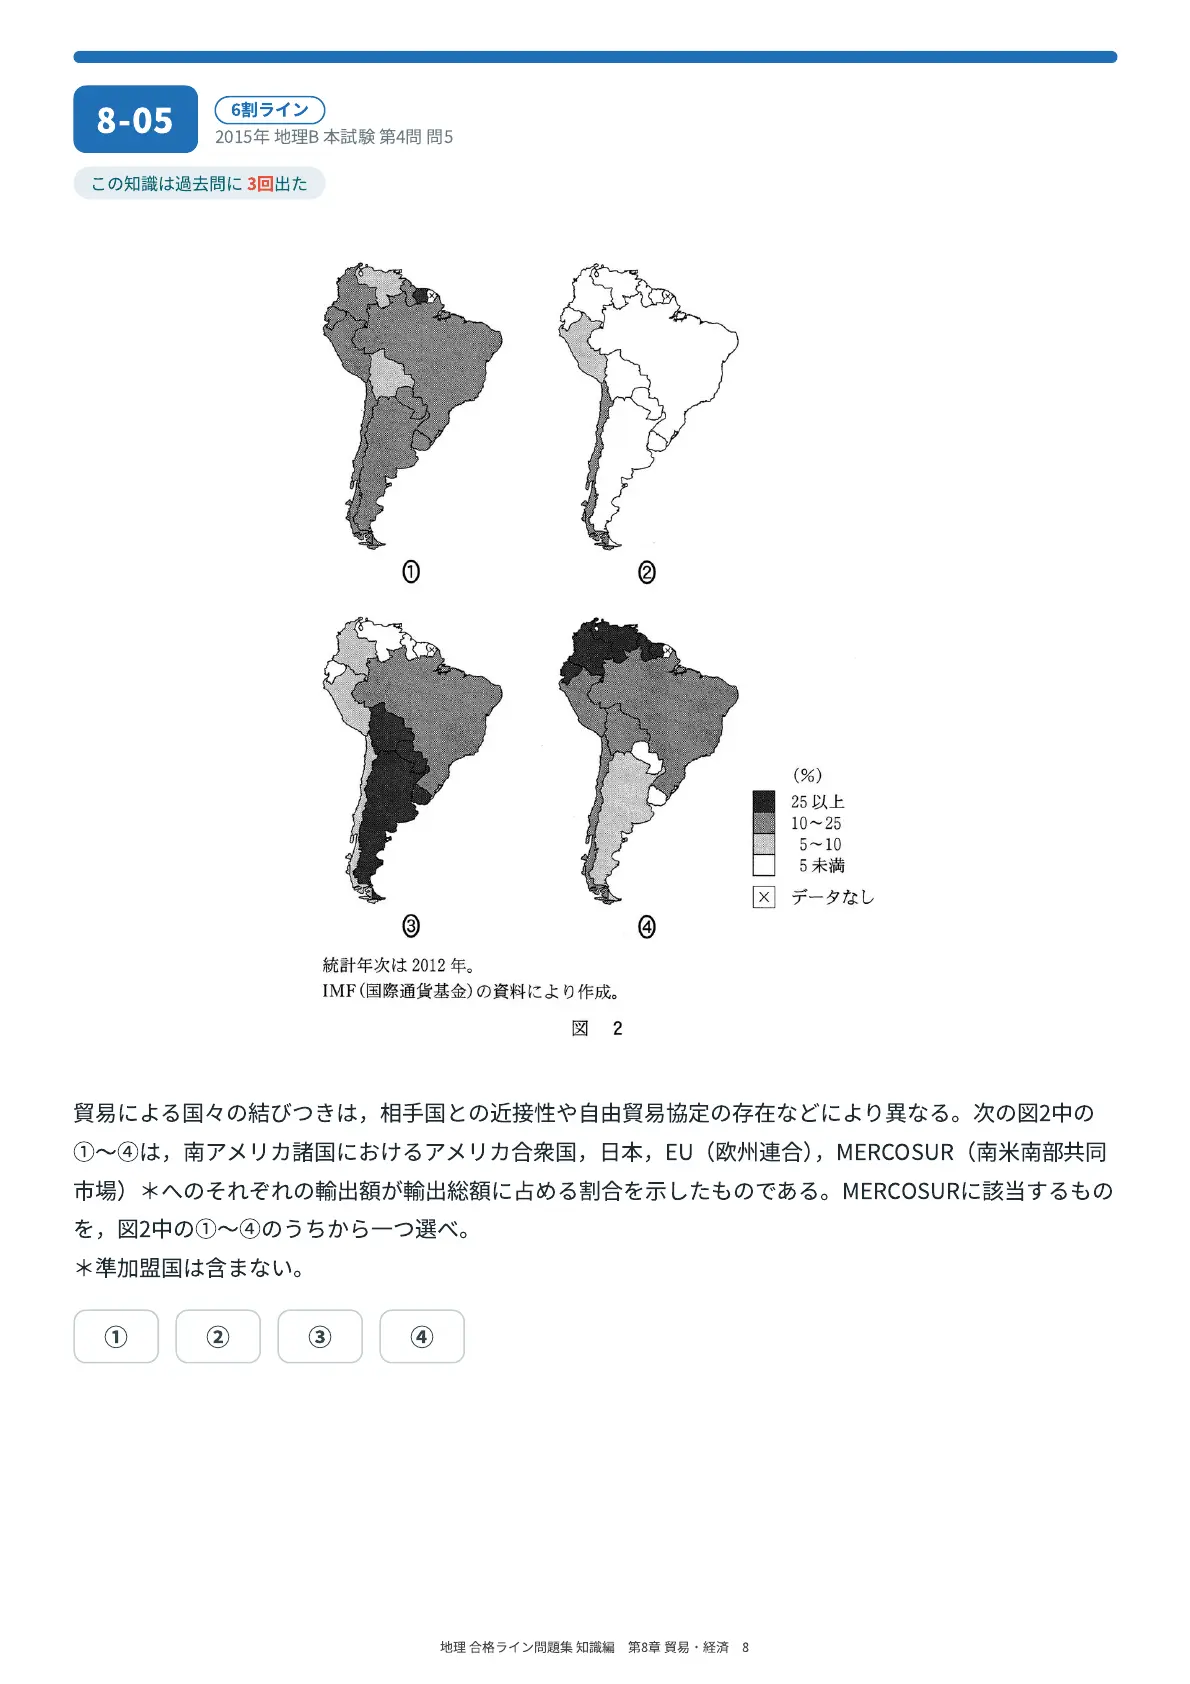 8-05
6割ライン
2015年 地理B 本試験 第4問 問5
この知識は過去問に 3回出た
① ②
③ ④
(%)
25以上
10～25
5～10
5未満
× データなし
統計年次は2012年。
IMF(国際通貨基金)の資料により作成。
図 2
貿易による国々の結びつきは，相手国との近接性や自由貿易協定の存在などにより異なる。次の図2中の
①～④は，南アメリカ諸国におけるアメリカ合衆国，日本，EU（欧州連合），MERCOSUR（南米南部共同
市場）＊へのそれぞれの輸出額が輸出総額に占める割合を示したものである。MERCOSURに該当するもの
を，図2中の①～④のうちから一つ選べ。
＊準加盟国は含まない。
① ② ③ ④
地理 合格ライン問題集 知識編 第8章 貿易・経済 8